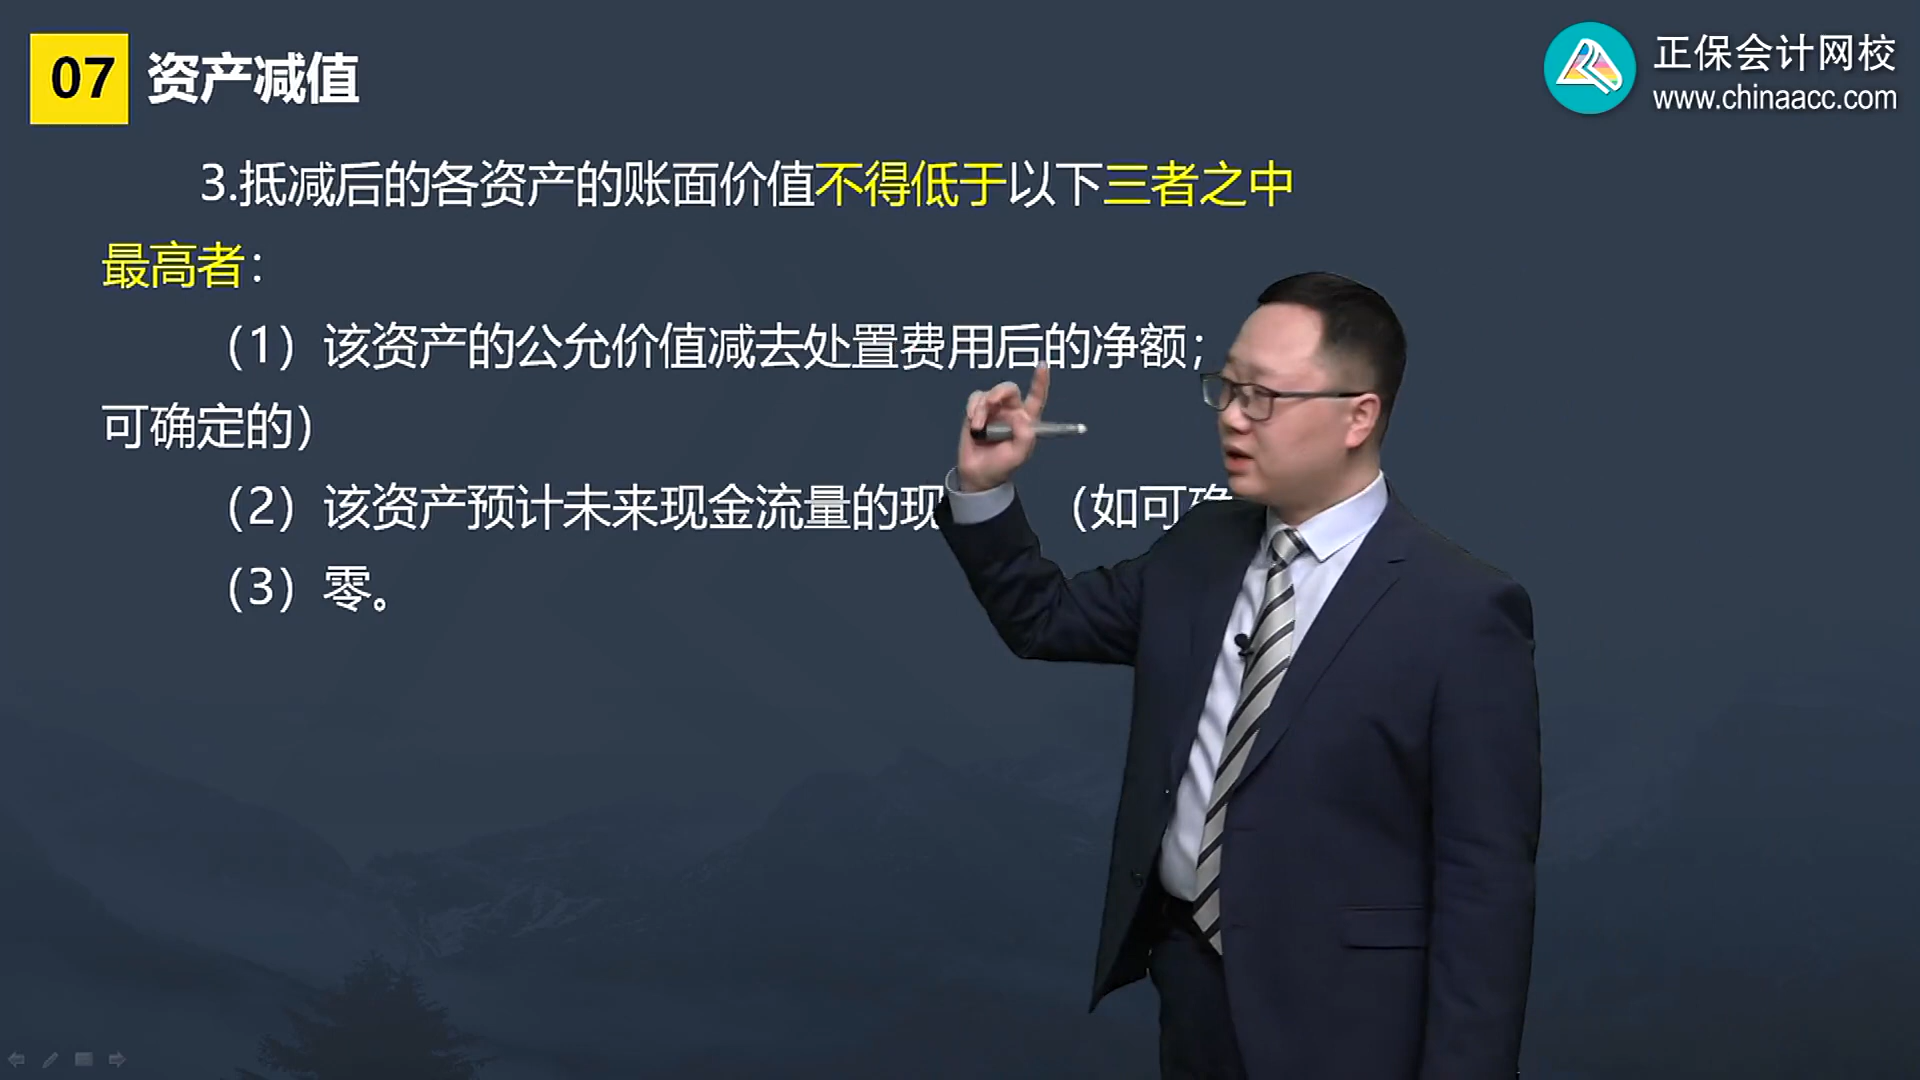 07 资产减值
正保会计网校
www.chinaacc.com
3.抵减后的各资产的账面价值不得低于以下三者之中
最高者：
（1）该资产的公允价值减去处置费用后的净额；
可确定的）
（2）该资产预计未来现金流量的现 （如可
（3）零。